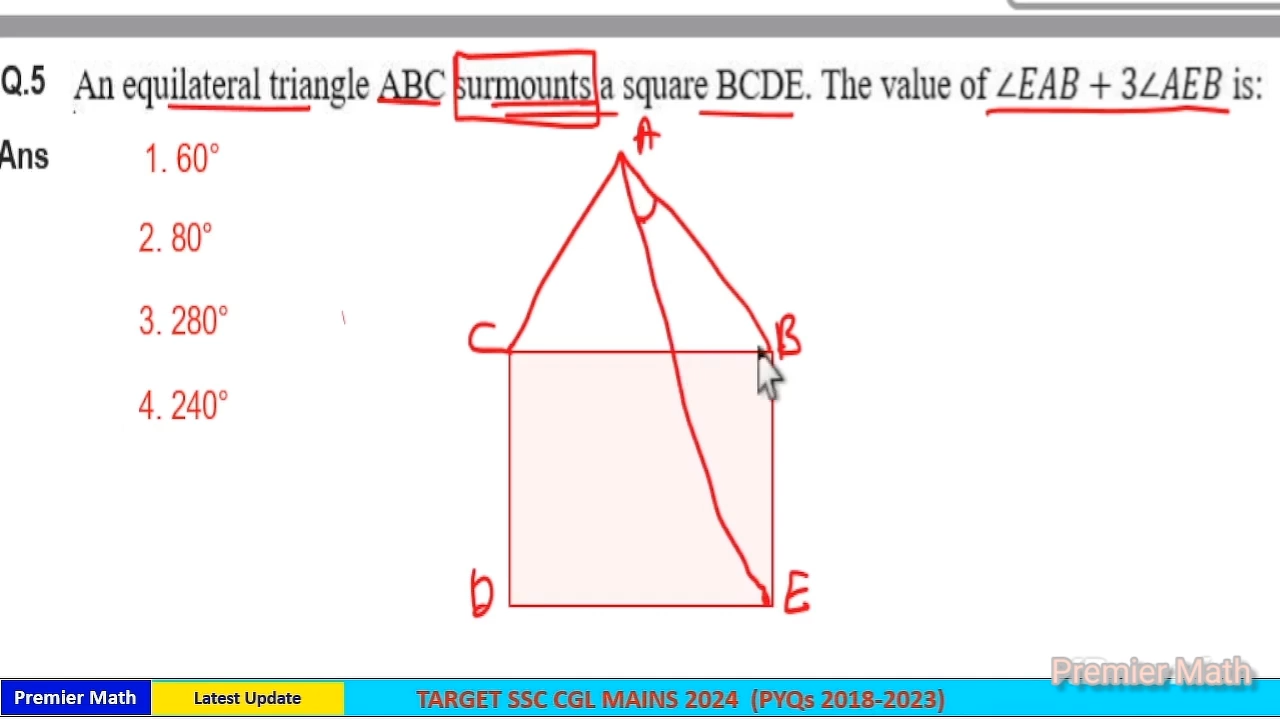 Q.5 An equilateral triangle ABC surmounts a square BCDE. The value of ∠EAB + 3∠AEB is:
Ans 1. 60°
2. 80°
3. 280°
4. 240°
A
C B
D E
Premier Math
Premier Math Latest Update TARGET SSC CGL MAINS 2024 (PYQs 2018-2023)